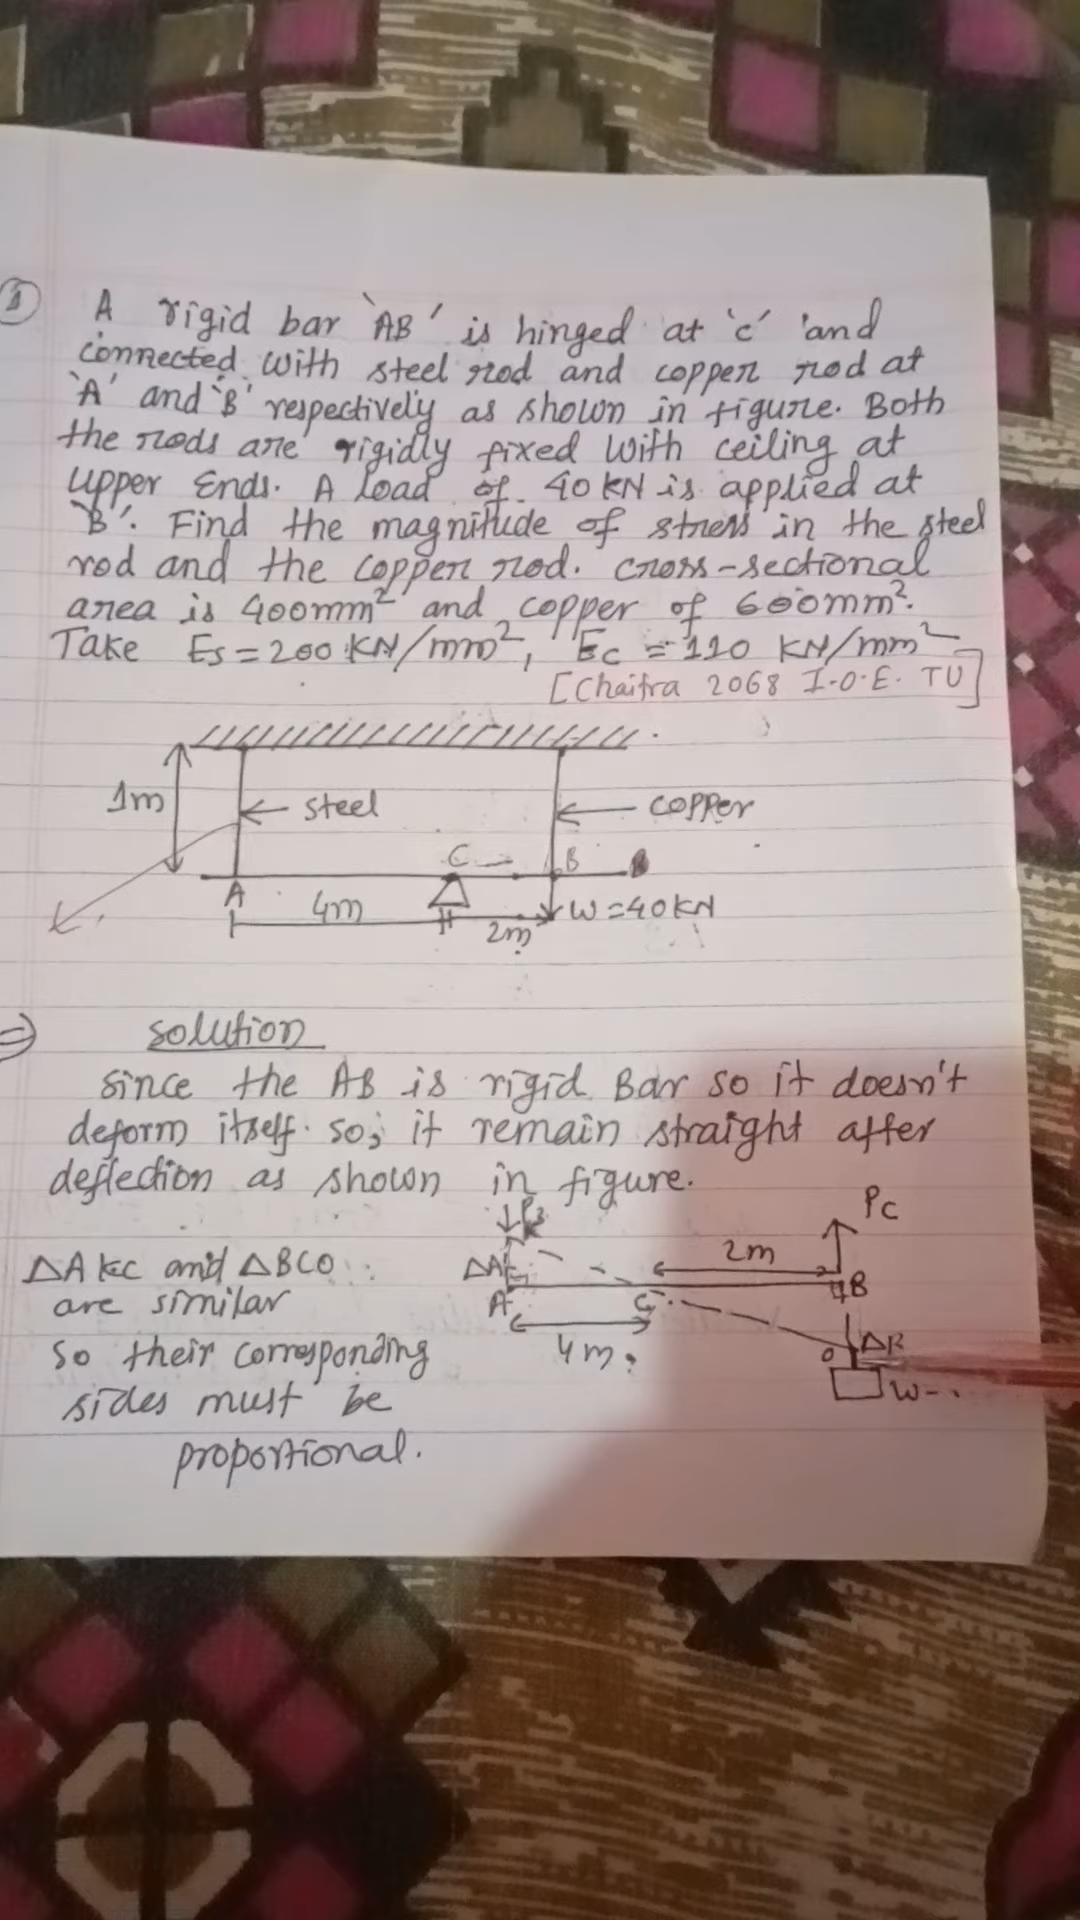 1
A rigid bar `AB' is hinged at 'c' 'and
connected with steel rod and copper rod at
`A' and `B' respectively as shown in figure. Both
the rods are rigidly fixed with ceiling at
upper Ends. A load of 40 KN is applied at
`B'. Find the magnitude of stress in the steel
rod and the copper rod. cross-sectional
area is 400mm² and copper of 600mm².
Take Es = 200 KN/mm², Ec = 110 KN/mm²
[Chaitra 2068 I.O.E. TU]
1m
steel
copper
C
B
A
4m
2m
W=40KN
=) solution
since the AB is rigid Bar so it doesn't
deform itself. so, it remain straight after
deflection as shown in figure.
Pc
2m
ΔAKC and ΔBCO
are similar
ΔA
A
C
B
4m
so their corresponding
O
sides must be
W
proportional.